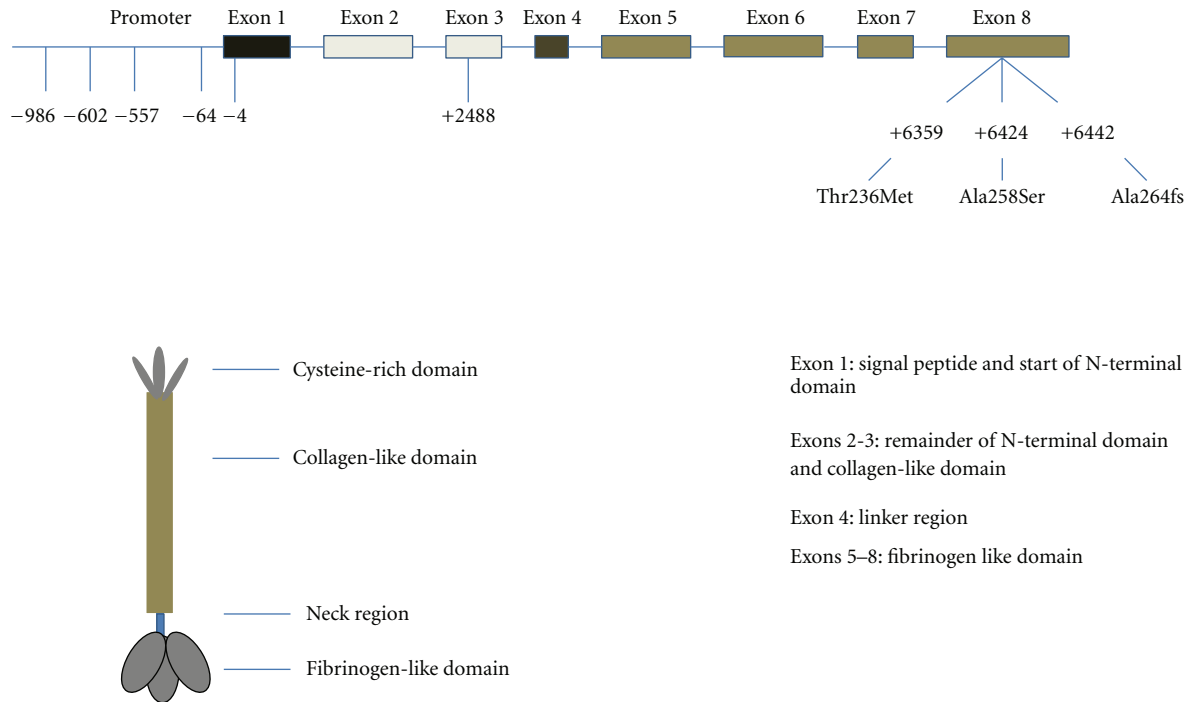 Promoter Exon 1 Exon 2 Exon 3 Exon 4 Exon 5 Exon 6 Exon 7 Exon 8
−986 −602 −557 −64 −4 +2488
+6359 +6424 +6442
Thr236Met Ala258Ser Ala264fs
Cysteine-rich domain
Collagen-like domain
Neck region
Fibrinogen-like domain
Exon 1: signal peptide and start of N-terminal
domain
Exons 2-3: remainder of N-terminal domain
and collagen-like domain
Exon 4: linker region
Exons 5–8: fibrinogen like domain